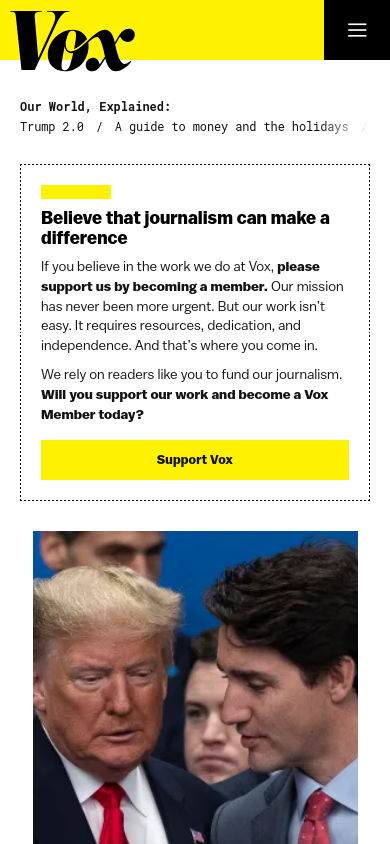 Vox
Our World, Explained:
Trump 2.0 / A guide to money and the holidays /
Believe that journalism can make a
difference
If you believe in the work we do at Vox, please
support us by becoming a member. Our mission
has never been more urgent. But our work isn't
easy. It requires resources, dedication, and
independence. And that's where you come in.
We rely on readers like you to fund our journalism.
Will you support our work and become a Vox
Member today?
Support Vox